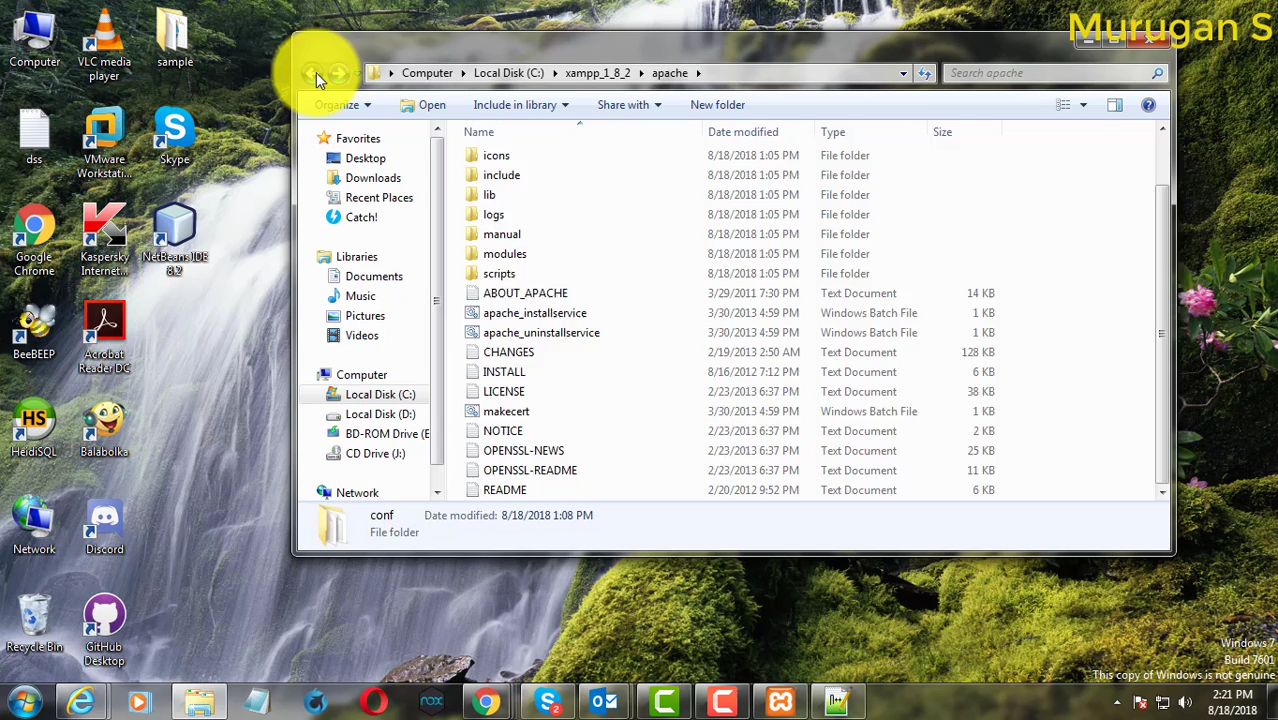 Murugan S
Computer
VLC media
player
sample
dss
VMware
Workstati...
Skype
Google
Chrome
Kaspersky
Internet...
NetBeans IDE
8.2
BeeBEEP
Acrobat
Reader DC
HeidiSQL
Balabolka
Network
Discord
Recycle Bin
GitHub
Desktop
Computer Local Disk (C:) xampp_1_8_2 apache
Search apache
Organize Open Include in library Share with New folder
Favorites
Desktop
Downloads
Recent Places
Catch!
Libraries
Documents
Music
Pictures
Videos
Computer
Local Disk (C:)
Local Disk (D:)
BD-ROM Drive (E
CD Drive (J:)
Network
Name Date modified Type Size
icons 8/18/2018 1:05 PM File folder
include 8/18/2018 1:05 PM File folder
lib 8/18/2018 1:05 PM File folder
logs 8/18/2018 1:05 PM File folder
manual 8/18/2018 1:05 PM File folder
modules 8/18/2018 1:05 PM File folder
scripts 8/18/2018 1:05 PM File folder
ABOUT_APACHE 3/29/2011 7:30 PM Text Document 14 KB
apache_installservice 3/30/2013 4:59 PM Windows Batch File 1 KB
apache_uninstallservice 3/30/2013 4:59 PM Windows Batch File 1 KB
CHANGES 2/19/2013 2:50 AM Text Document 128 KB
INSTALL 8/16/2012 7:12 PM Text Document 6 KB
LICENSE 2/23/2013 6:37 PM Text Document 38 KB
makecert 3/30/2013 4:59 PM Windows Batch File 1 KB
NOTICE 2/23/2013 6:37 PM Text Document 2 KB
OPENSSL-NEWS 2/23/2013 6:37 PM Text Document 25 KB
OPENSSL-README 2/23/2013 6:37 PM Text Document 11 KB
README 2/20/2012 9:52 PM Text Document 6 KB
conf Date modified: 8/18/2018 1:08 PM
File folder
Windows 7
Build 7601
This copy of Windows is not genuine
nox
2
n++
2:21 PM
8/18/2018